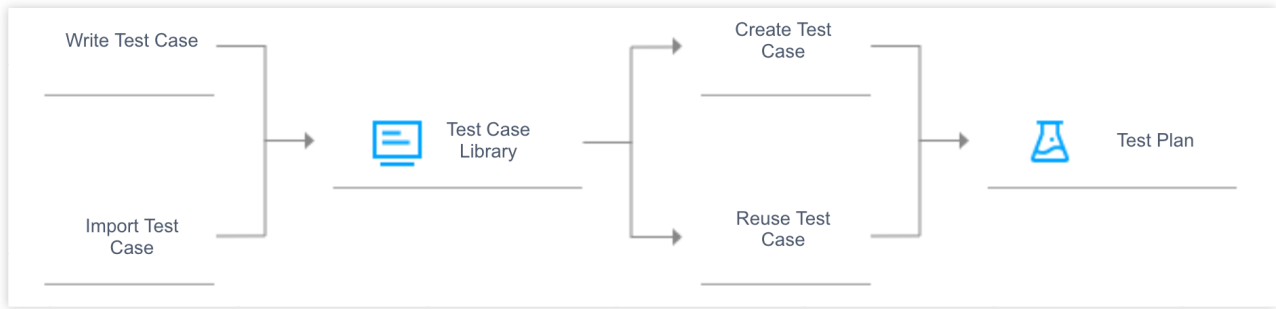 Write Test Case
Import Test
Case
Test Case
Library
Create Test
Case
Reuse Test
Case
Test Plan